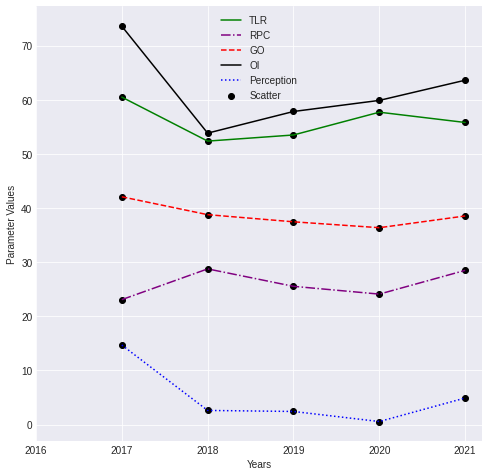 TLR
RPC
GO
OI
Perception
Scatter
70
60
50
40
30
20
10
0
Parameter Values
2016 2017 2018 2019 2020 2021
Years